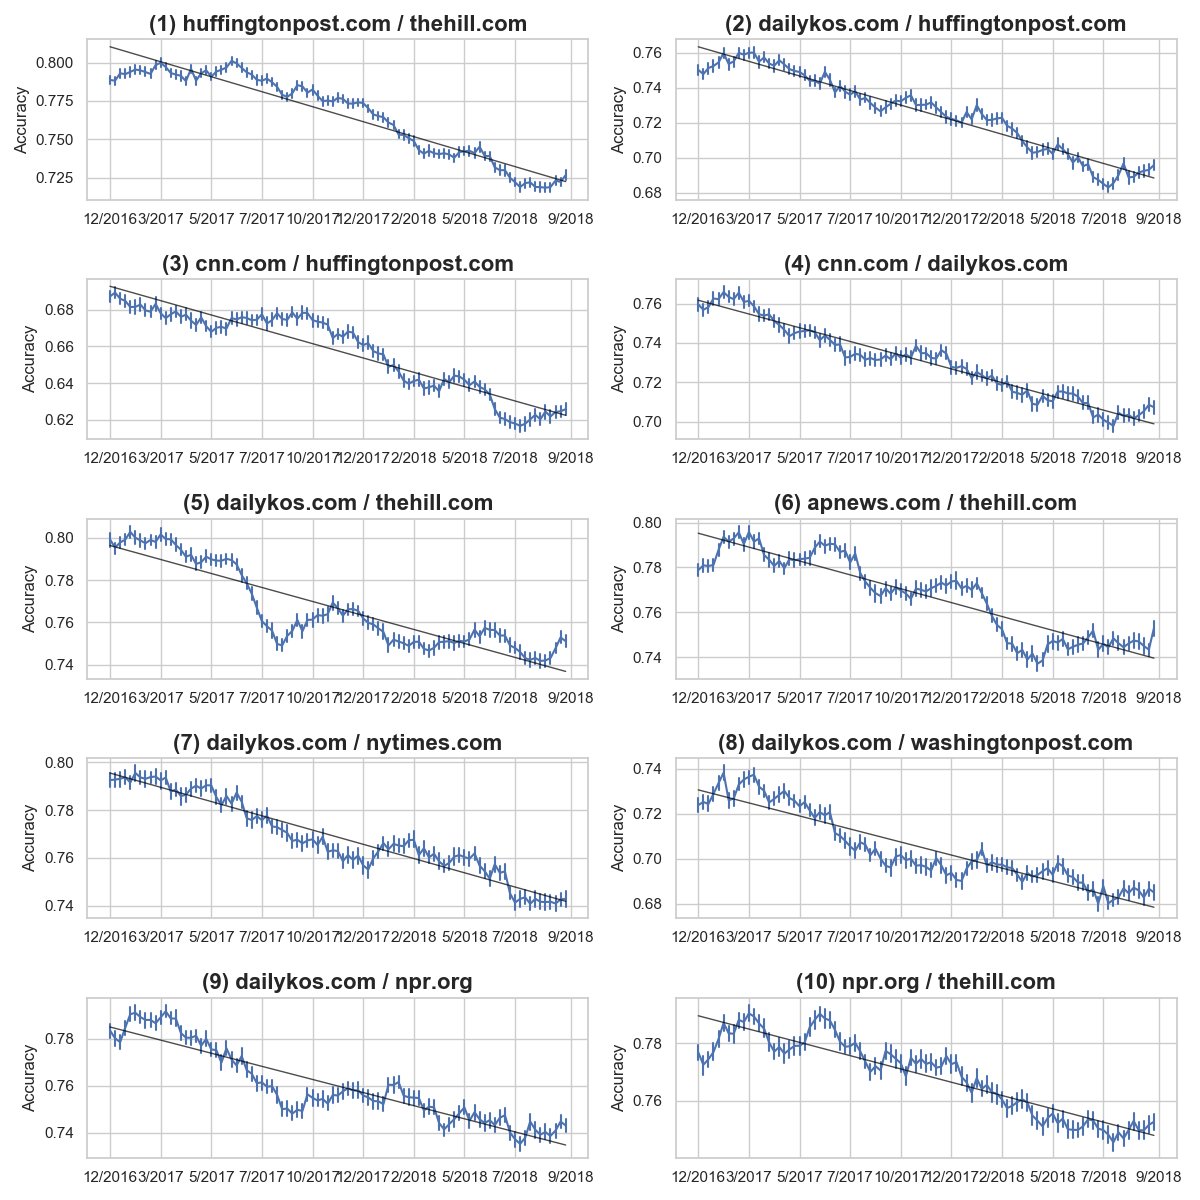 (1) huffingtonpost.com / thehill.com
Accuracy
0.800
0.775
0.750
0.725
12/2016 3/2017 5/2017 7/2017 10/2017 12/2017 2/2018 5/2018 7/2018 9/2018
(2) dailykos.com / huffingtonpost.com
Accuracy
0.76
0.74
0.72
0.70
0.68
12/2016 3/2017 5/2017 7/2017 10/2017 12/2017 2/2018 5/2018 7/2018 9/2018
(3) cnn.com / huffingtonpost.com
Accuracy
0.68
0.66
0.64
0.62
12/2016 3/2017 5/2017 7/2017 10/2017 12/2017 2/2018 5/2018 7/2018 9/2018
(4) cnn.com / dailykos.com
Accuracy
0.76
0.74
0.72
0.70
12/2016 3/2017 5/2017 7/2017 10/2017 12/2017 2/2018 5/2018 7/2018 9/2018
(5) dailykos.com / thehill.com
Accuracy
0.80
0.78
0.76
0.74
12/2016 3/2017 5/2017 7/2017 10/2017 12/2017 2/2018 5/2018 7/2018 9/2018
(6) apnews.com / thehill.com
Accuracy
0.80
0.78
0.76
0.74
12/2016 3/2017 5/2017 7/2017 10/2017 12/2017 2/2018 5/2018 7/2018 9/2018
(7) dailykos.com / nytimes.com
Accuracy
0.80
0.78
0.76
0.74
12/2016 3/2017 5/2017 7/2017 10/2017 12/2017 2/2018 5/2018 7/2018 9/2018
(8) dailykos.com / washingtonpost.com
Accuracy
0.74
0.72
0.70
0.68
12/2016 3/2017 5/2017 7/2017 10/2017 12/2017 2/2018 5/2018 7/2018 9/2018
(9) dailykos.com / npr.org
Accuracy
0.78
0.76
0.74
12/2016 3/2017 5/2017 7/2017 10/2017 12/2017 2/2018 5/2018 7/2018 9/2018
(10) npr.org / thehill.com
Accuracy
0.78
0.76
12/2016 3/2017 5/2017 7/2017 10/2017 12/2017 2/2018 5/2018 7/2018 9/2018